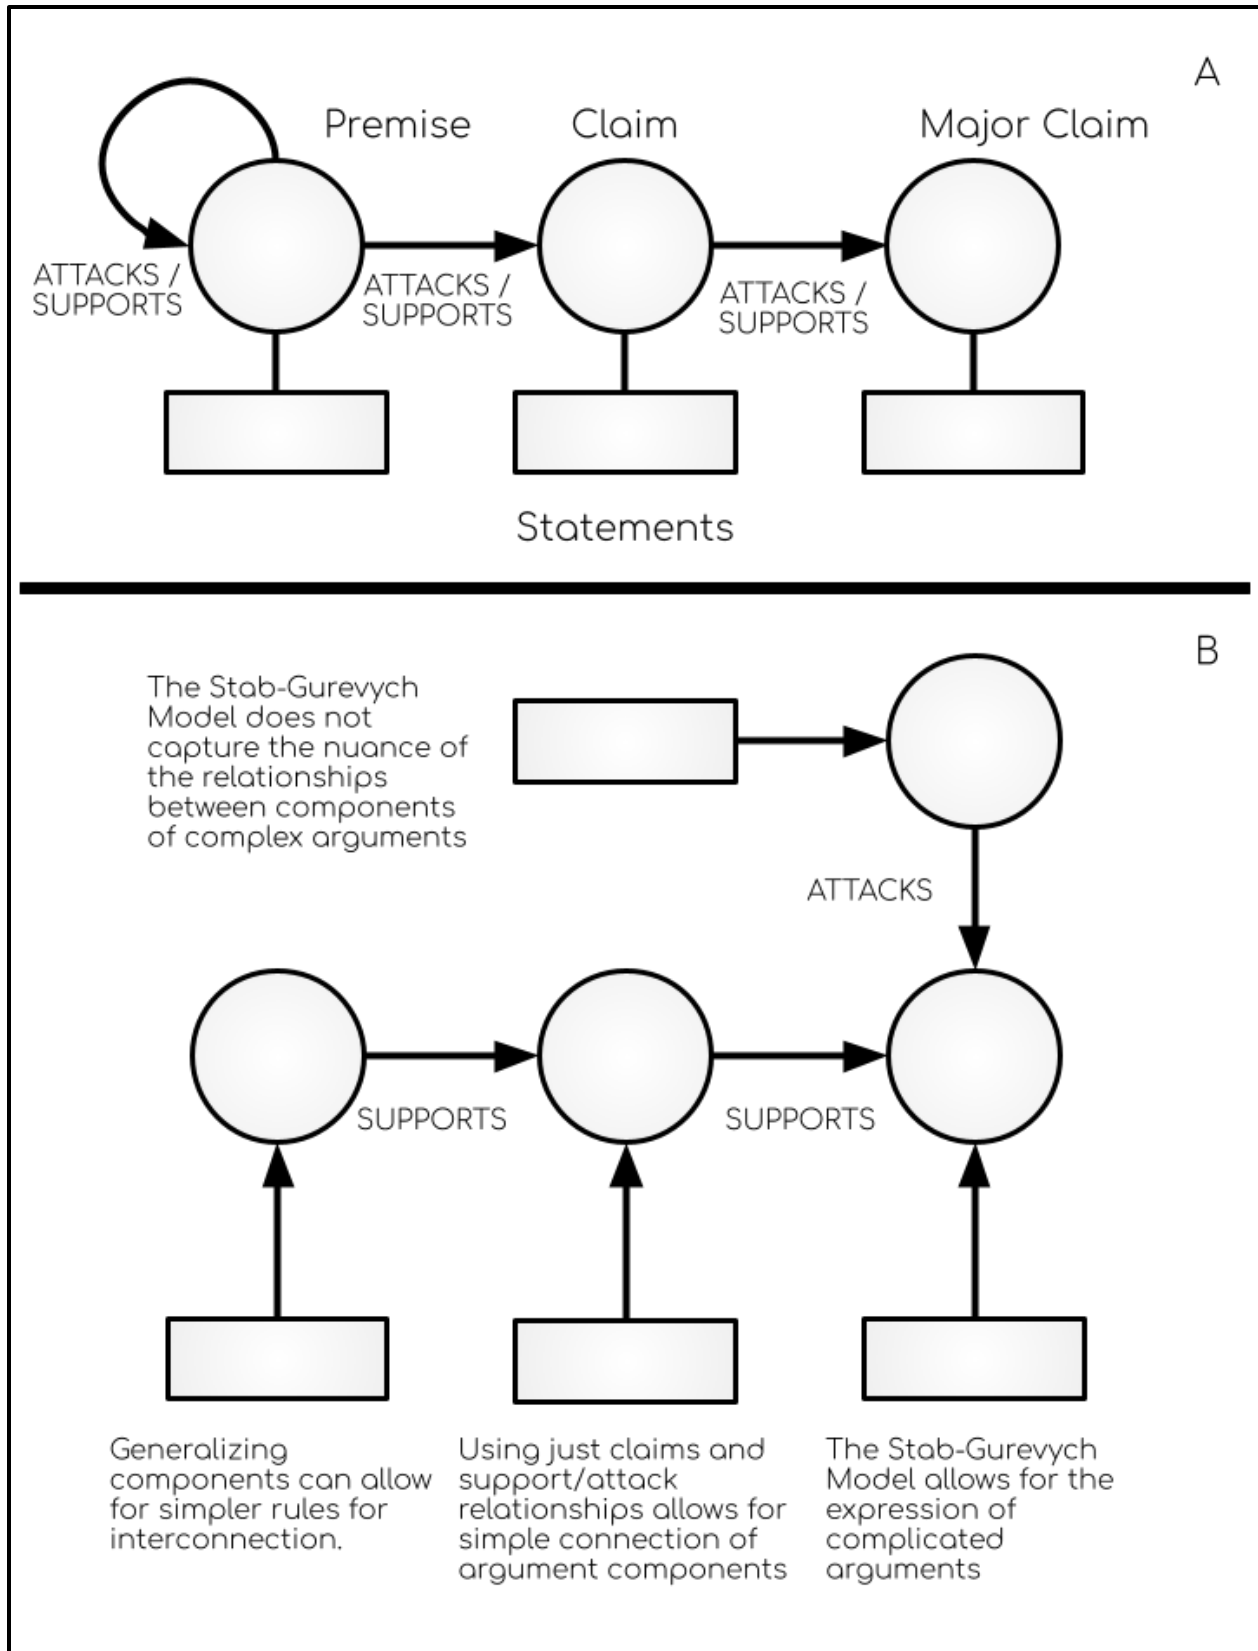 A
Premise
Claim
Major Claim
ATTACKS /
SUPPORTS
ATTACKS /
SUPPORTS
ATTACKS /
SUPPORTS
Statements
B
The Stab-Gurevych
Model does not
capture the nuance of
the relationships
between components
of complex arguments
ATTACKS
SUPPORTS
SUPPORTS
Generalizing
components can allow
for simpler rules for
interconnection.
Using just claims and
support/attack
relationships allows for
simple connection of
argument components
The Stab-Gurevych
Model allows for the
expression of
complicated
arguments